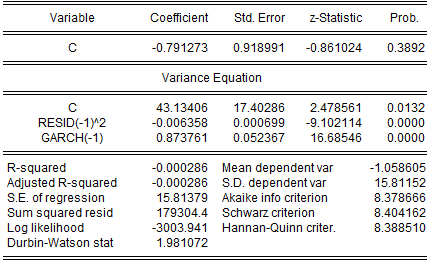 Variable Coefficient Std. Error z-Statistic Prob.
C -0.791273 0.918991 -0.861024 0.3892
Variance Equation
C 43.13406 17.40286 2.478561 0.0132
RESID(-1)^2 -0.006358 0.000699 -9.102114 0.0000
GARCH(-1) 0.873761 0.052367 16.68546 0.0000
R-squared -0.000286 Mean dependent var -1.058605
Adjusted R-squared -0.000286 S.D. dependent var 15.81152
S.E. of regression 15.81379 Akaike info criterion 8.378666
Sum squared resid 179304.4 Schwarz criterion 8.404162
Log likelihood -3003.941 Hannan-Quinn criter. 8.388510
Durbin-Watson stat 1.981072